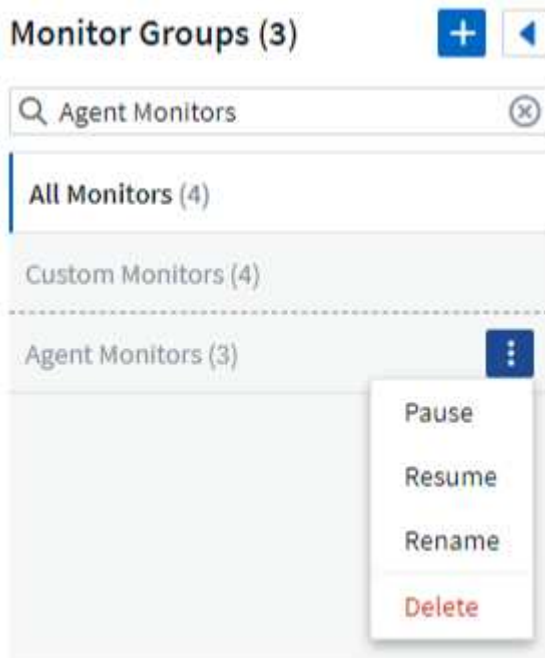 Monitor Groups (3)
Agent Monitors
All Monitors (4)
Custom Monitors (4)
Agent Monitors (3)
Pause
Resume
Rename
Delete